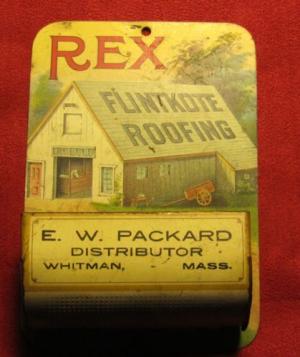 REX
FLINTKOTE
ROOFING
E. W. PACKARD
DISTRIBUTOR
WHITMAN, MASS.